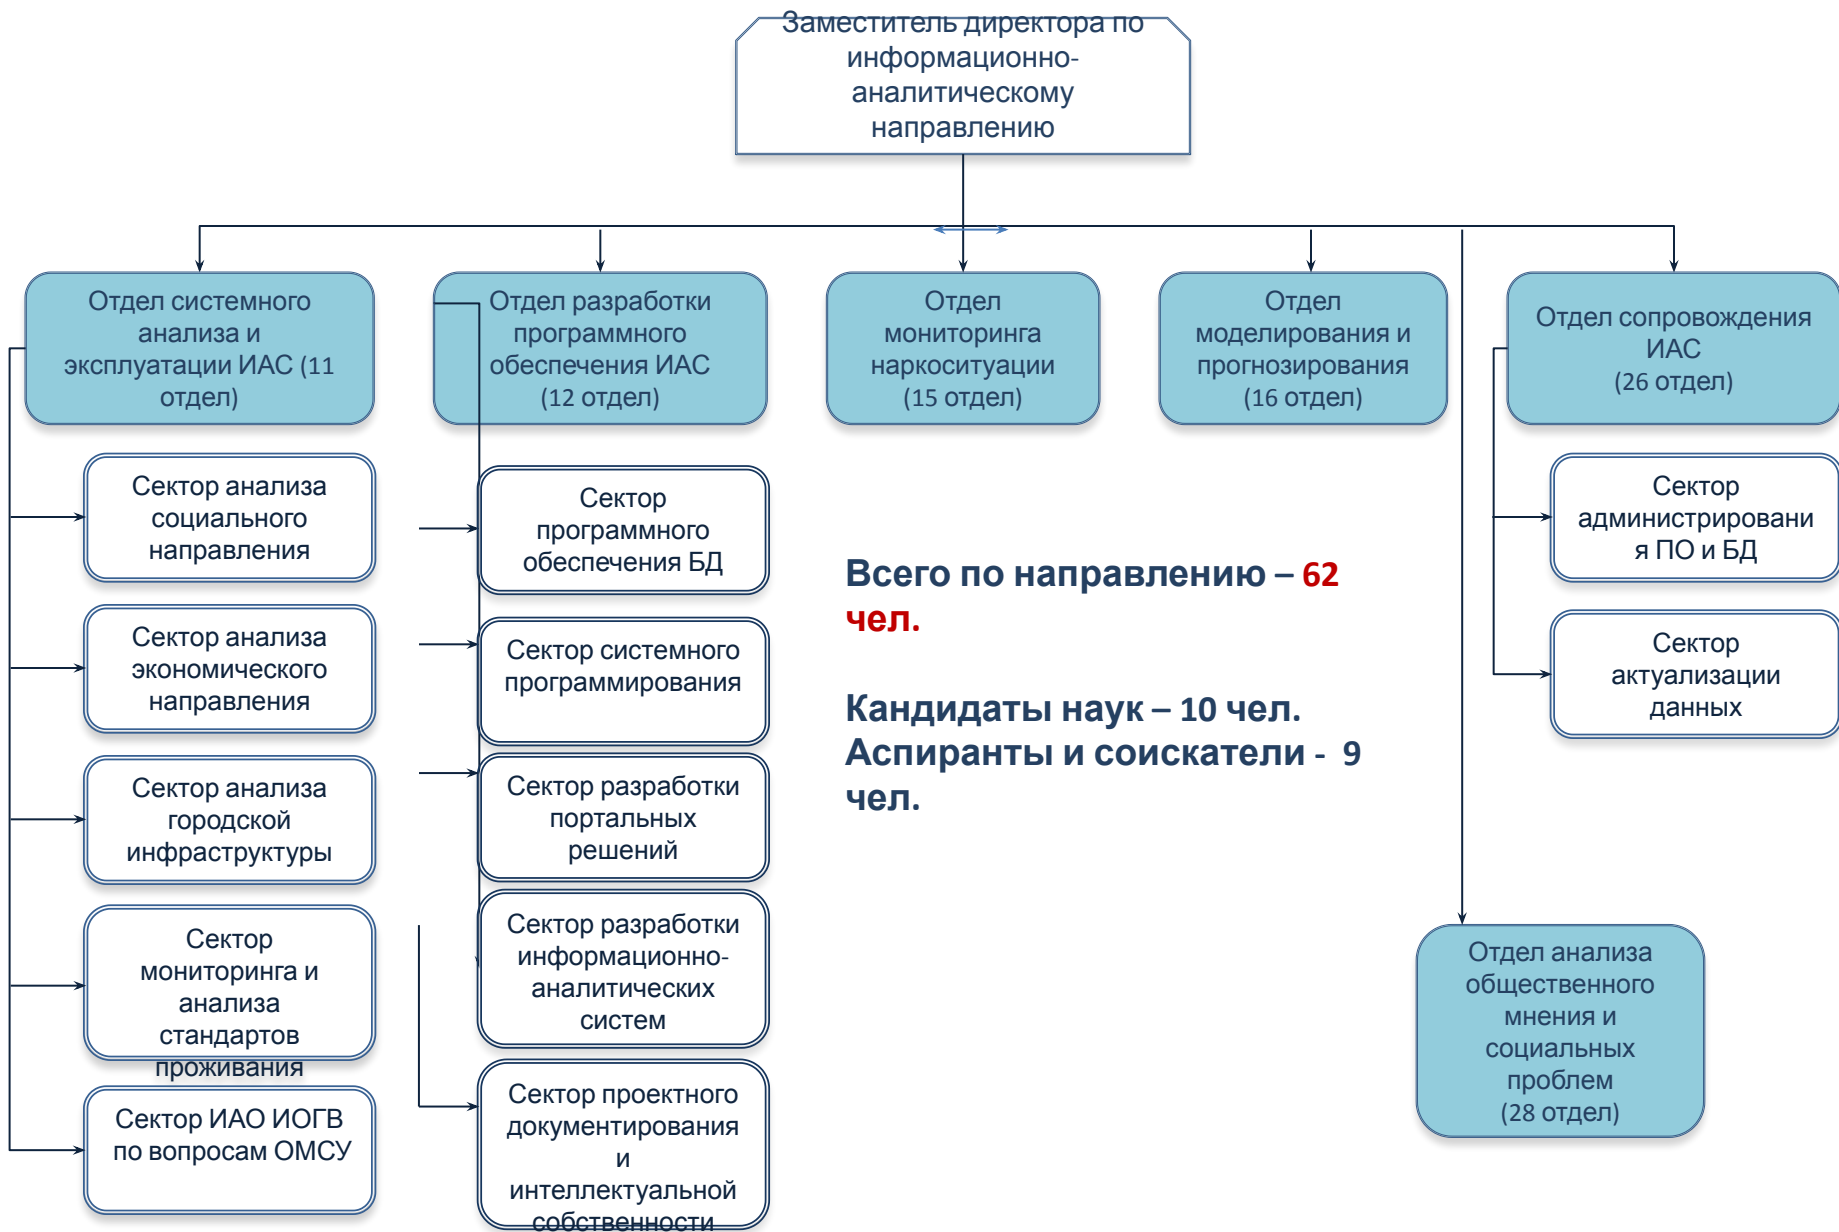 Заместитель директора по
информационно-
аналитическому
направлению
Отдел системного
анализа и
эксплуатации ИАС (11
отдел)
Отдел разработки
программного
обеспечения ИАС
(12 отдел)
Отдел
мониторинга
наркоситуации
(15 отдел)
Отдел
моделирования и
прогнозирования
(16 отдел)
Отдел сопровождения
ИАС
(26 отдел)
Сектор анализа
социального
направления
Сектор анализа
экономического
направления
Сектор анализа
городской
инфраструктуры
Сектор
мониторинга и
анализа
стандартов
проживания
Сектор ИАО ИОГВ
по вопросам ОМСУ
Сектор
программного
обеспечения БД
Сектор системного
программирования
Сектор разработки
портальных
решений
Сектор разработки
информационно-
аналитических
систем
Сектор проектного
документирования
и
интеллектуальной
собственности
Всего по направлению – 62
чел.
Кандидаты наук – 10 чел.
Аспиранты и соискатели - 9
чел.
Сектор
администрировани
я ПО и БД
Сектор
актуализации
данных
Отдел анализа
общественного
мнения и
социальных
проблем
(28 отдел)